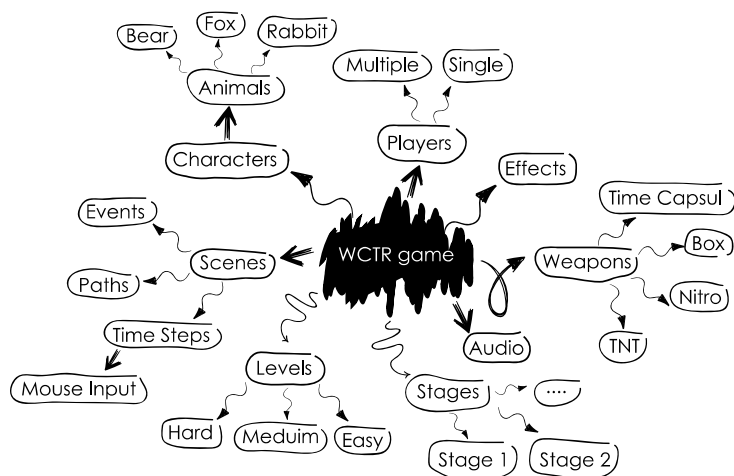 Bear
Fox
Rabbit
Animals
Characters
Multiple
Single
Players
Effects
Time Capsul
Box
Weapons
Nitro
TNT
WCTR game
Events
Scenes
Paths
Time Steps
Mouse Input
Audio
Levels
Hard
Meduim
Easy
Stages
....
Stage 1
Stage 2